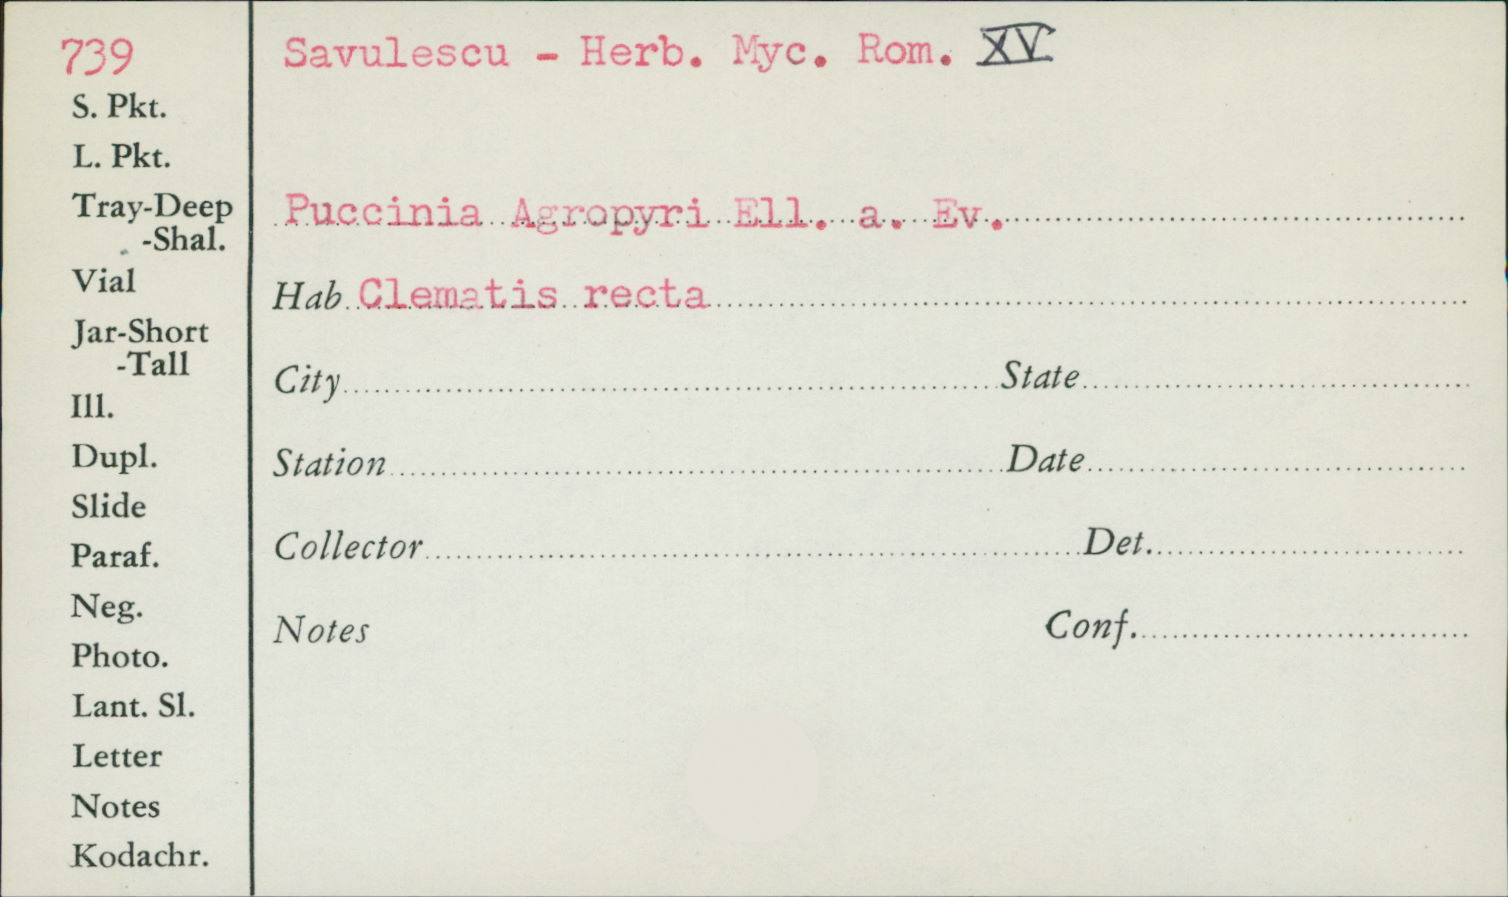 739
S. Pkt.
L. Pkt.
Tray-Deep
-Shal.
Vial
Jar-Short
-Tall
Ill.
Dupl.
Slide
Paraf.
Neg.
Photo.
Lant. Sl.
Letter
Notes
Kodachr.
Savulescu - Herb. Myc. Rom. XV
Puccinia Agropyri Ell. a. Ev.
Hab Clematis recta
City State
Station Date
Collector Det.
Notes Conf.